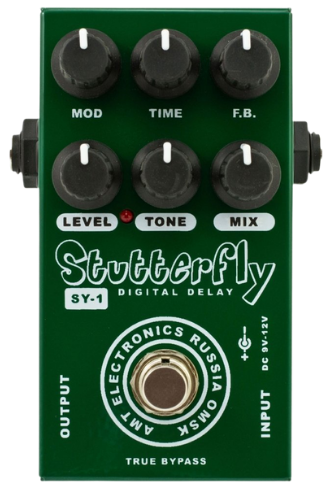 MOD TIME F.B.
LEVEL TONE MIX
Stutterfly
SY-1 DIGITAL DELAY
AMT ELECTRONICS RUSSIA OMSK
DC 9V-12V
OUTPUT
INPUT
TRUE BYPASS